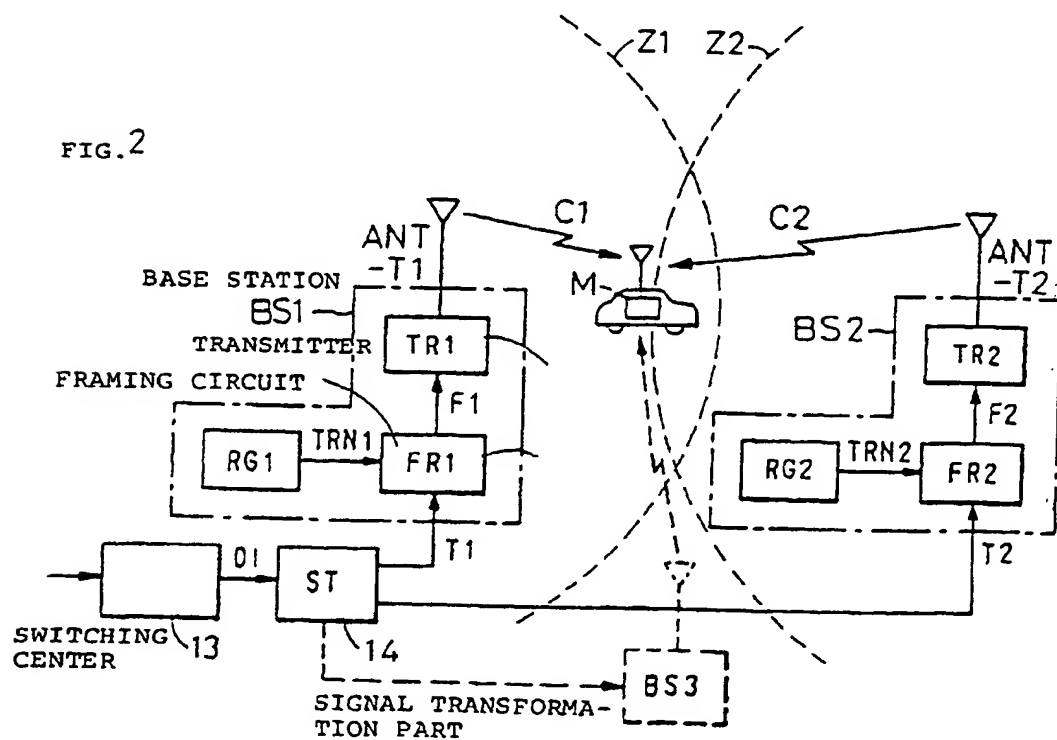 Z1 Z2
FIG.2
C1 C2
ANT
-T1
ANT
-T2
BASE STATION
BS1
M
BS2
TRANSMITTER
TR1
TR2
FRAMING CIRCUIT
F1
F2
RG1 TRN1 FR1
RG2 TRN2 FR2
T1
T2
DI
ST
SWITCHING
CENTER
13
14
BS3
SIGNAL TRANSFORMA-
TION PART